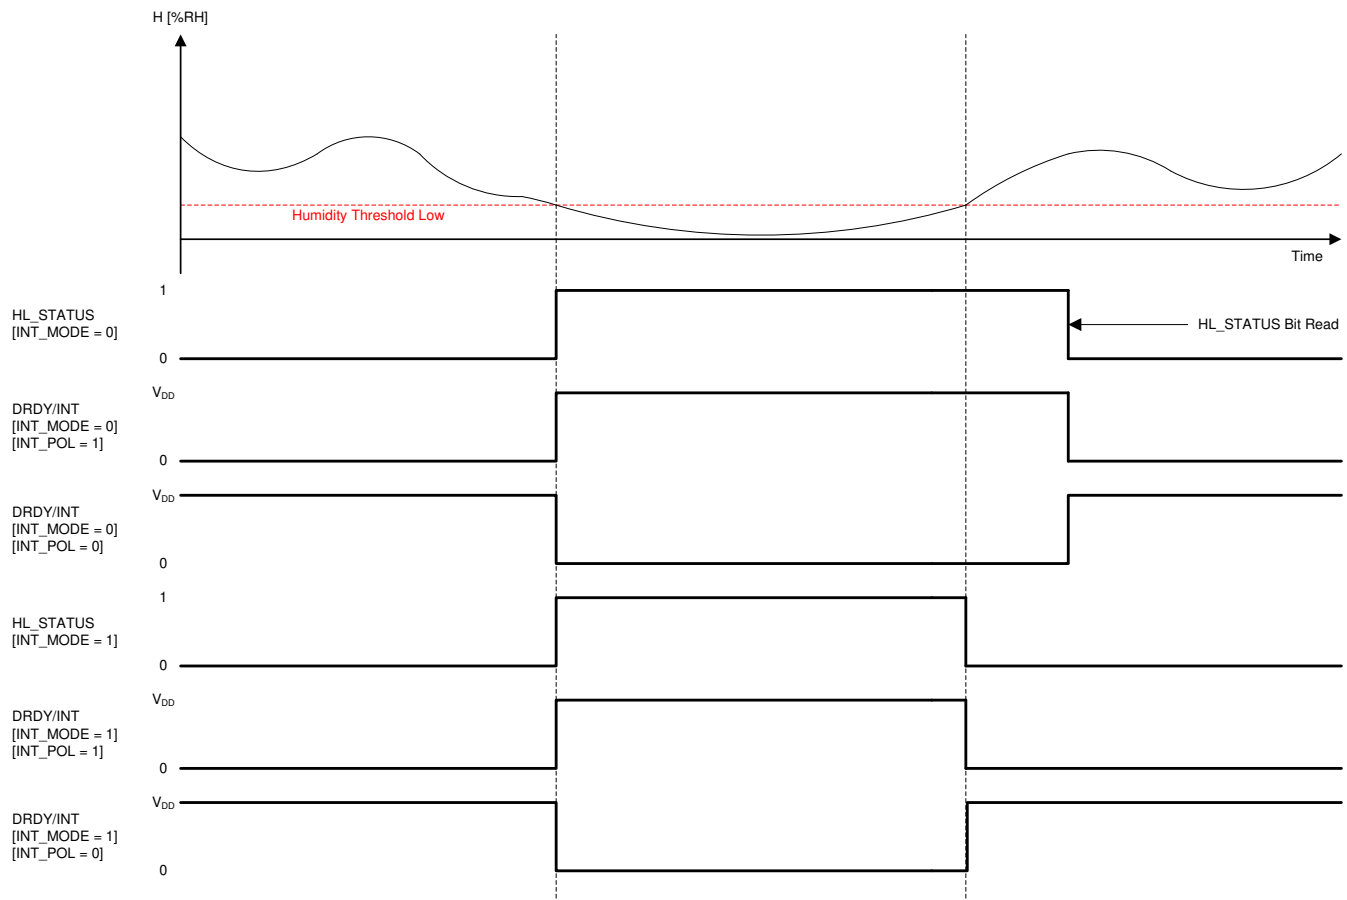 H [%RH]
Humidity Threshold Low
Time
1
HL_STATUS
[INT_MODE = 0]
HL_STATUS Bit Read
0
VDD
DRDY/INT
[INT_MODE = 0]
[INT_POL = 1]
0
VDD
DRDY/INT
[INT_MODE = 0]
[INT_POL = 0]
0
1
HL_STATUS
[INT_MODE = 1]
0
VDD
DRDY/INT
[INT_MODE = 1]
[INT_POL = 1]
0
VDD
DRDY/INT
[INT_MODE = 1]
[INT_POL = 0]
0